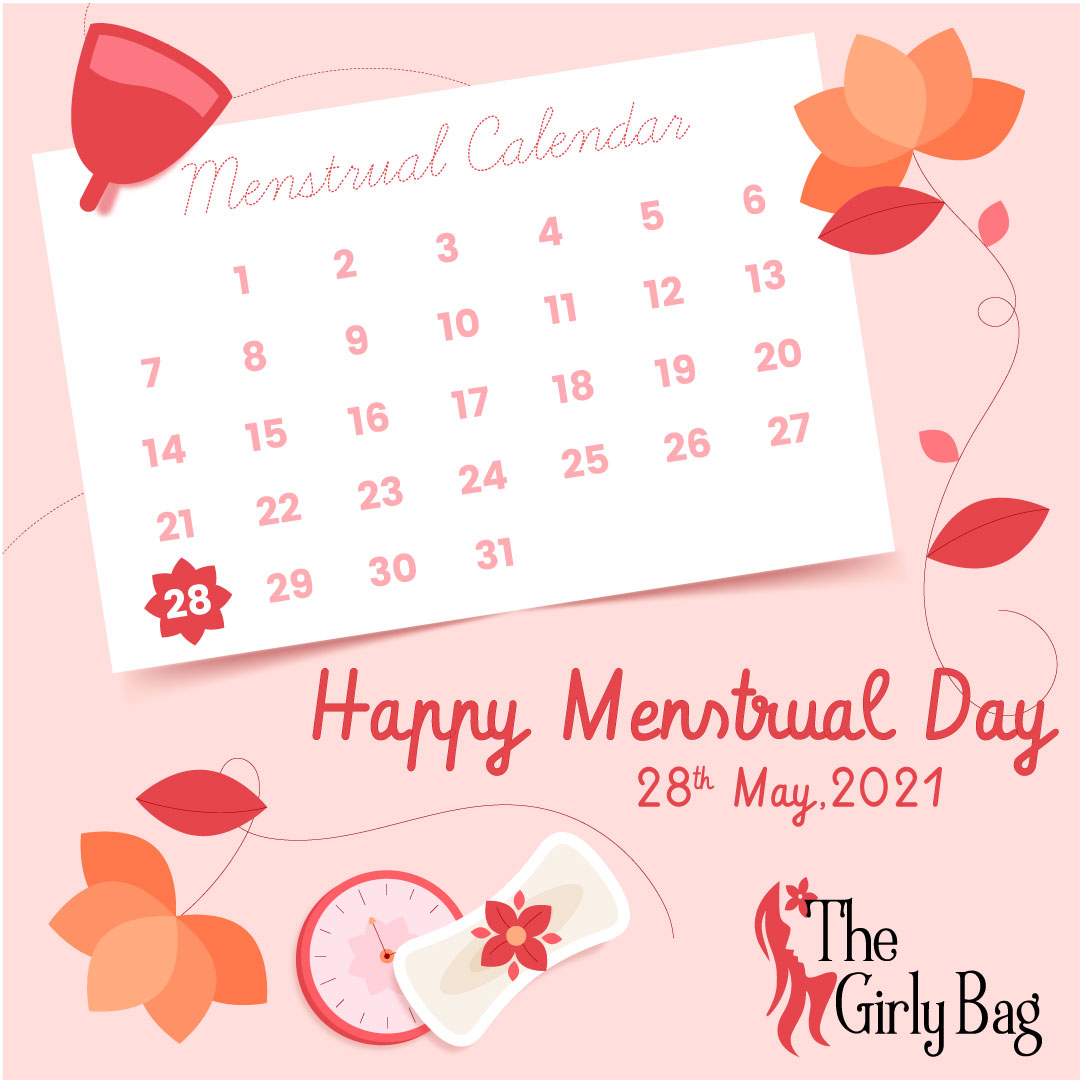 Menstrual Calendar
1 2 3 4 5 6
7 8 9 10 11 12 13
14 15 16 17 18 19 20
21 22 23 24 25 26 27
28 29 30 31
Happy Menstrual Day
28th May,2021
The
Girly Bag